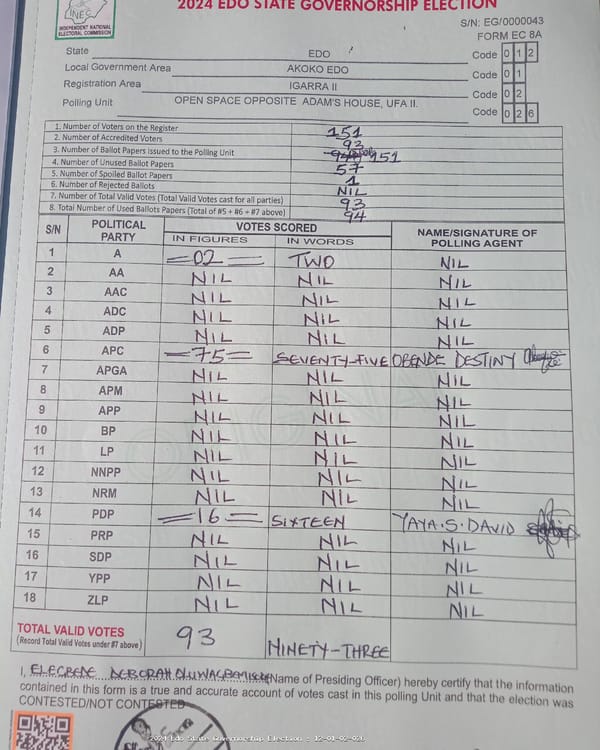 2024 EDO STATE GOVERNORSHIP ELECTION
INEC
INDEPENDENT NATIONAL
ELECTORAL COMMISSION
S/N: EG/0000043
FORM EC 8A
State EDO Code 0 1 2
Local Government Area AKOKO EDO Code 0 1
Registration Area IGARRA II Code 0 2
Polling Unit OPEN SPACE OPPOSITE ADAM'S HOUSE, UFA II. Code 0 2 6
1. Number of Voters on the Register 151
2. Number of Accredited Voters 93
3. Number of Ballot Papers Issued to the Polling Unit 151
4. Number of Unused Ballot Papers 57
5. Number of Spoiled Ballot Papers 1
6. Number of Rejected Ballots NIL
7. Number of Total Valid Votes (Total Valid Votes cast for all parties) 93
8. Total Number of Used Ballots Papers (Total of #5 + #6 + #7 above) 94
S/N POLITICAL PARTY VOTES SCORED NAME/SIGNATURE OF POLLING AGENT
IN FIGURES IN WORDS
1 A =02= TWO NIL
2 AA NIL NIL NIL
3 AAC NIL NIL NIL
4 ADC NIL NIL NIL
5 ADP NIL NIL NIL
6 APC =75= SEVENTY-FIVE OBENDE DESTINY
7 APGA NIL NIL NIL
8 APM NIL NIL NIL
9 APP NIL NIL NIL
10 BP NIL NIL NIL
11 LP NIL NIL NIL
12 NNPP NIL NIL NIL
13 NRM NIL NIL NIL
14 PDP =16= SIXTEEN YAYA.S.DAVID
15 PRP NIL NIL NIL
16 SDP NIL NIL NIL
17 YPP NIL NIL NIL
18 ZLP NIL NIL NIL
TOTAL VALID VOTES 93 NINETY-THREE
(Record Total Valid Votes under #7 above)
I, ELEGBEDE DEBORAH (Name of Presiding Officer) hereby certify that the information
contained in this form is a true and accurate account of votes cast in this polling Unit and that the election was
CONTESTED/NOT CONTESTED
2024 Edo State Governorship Election - 12-01-02-026